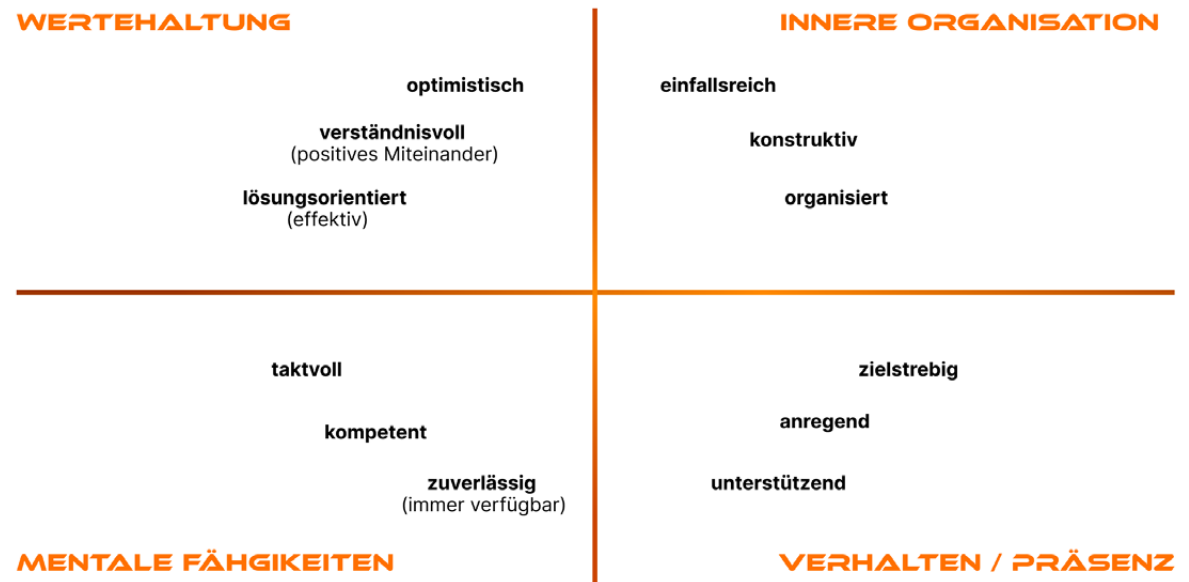 WERTEHALTUNG
optimistisch
verständnisvoll
(positives Miteinander)
lösungsorientiert
(effektiv)
INNERE ORGANISATION
einfallsreich
konstruktiv
organisiert
taktvoll
kompetent
zuverlässig
(immer verfügbar)
MENTALE FÄHGIKEITEN
zielstrebig
anregend
unterstützend
VERHALTEN / PRÄSENZ